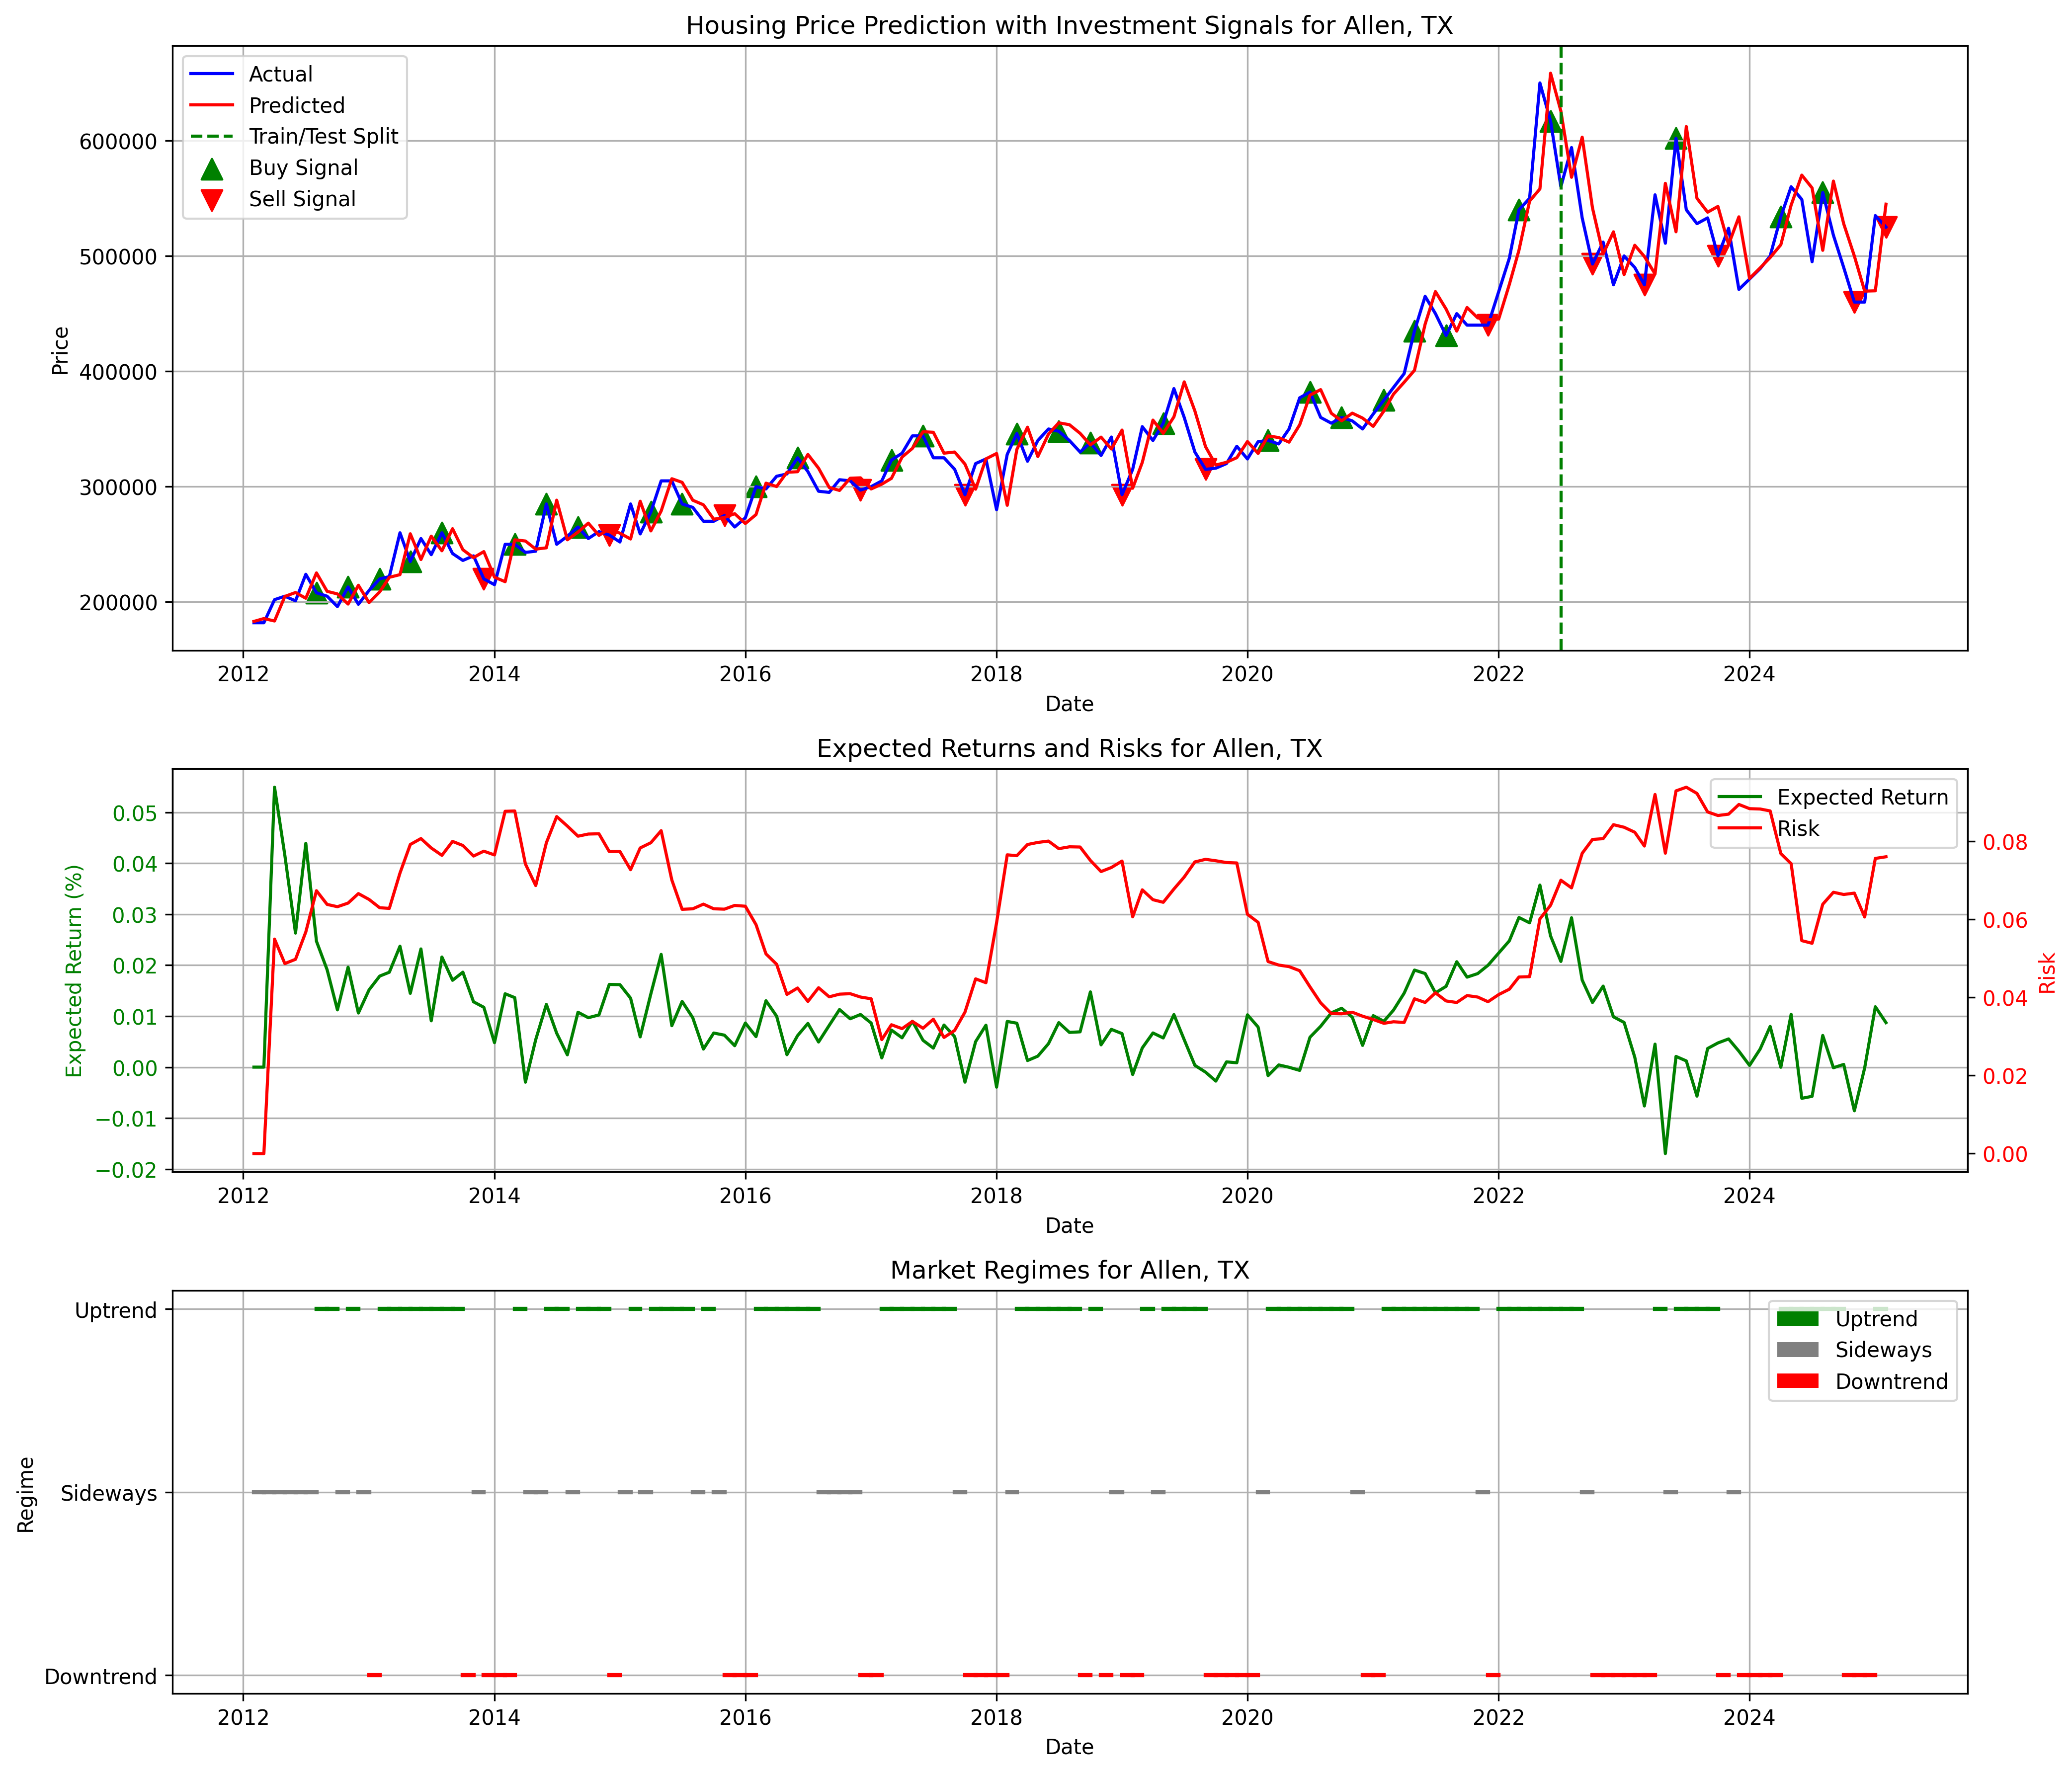 Housing Price Prediction with Investment Signals for Allen, TX
Actual
Predicted
Train/Test Split
Buy Signal
Sell Signal
Price
600000
500000
400000
300000
200000
2012 2014 2016 2018 2020 2022 2024
Date
Expected Returns and Risks for Allen, TX
Expected Return
Risk
Expected Return (%)
0.05
0.04
0.03
0.02
0.01
0.00
−0.01
−0.02
0.08
0.06
0.04
0.02
0.00
Risk
2012 2014 2016 2018 2020 2022 2024
Date
Market Regimes for Allen, TX
Uptrend
Sideways
Downtrend
Regime
Uptrend
Sideways
Downtrend
2012 2014 2016 2018 2020 2022 2024
Date